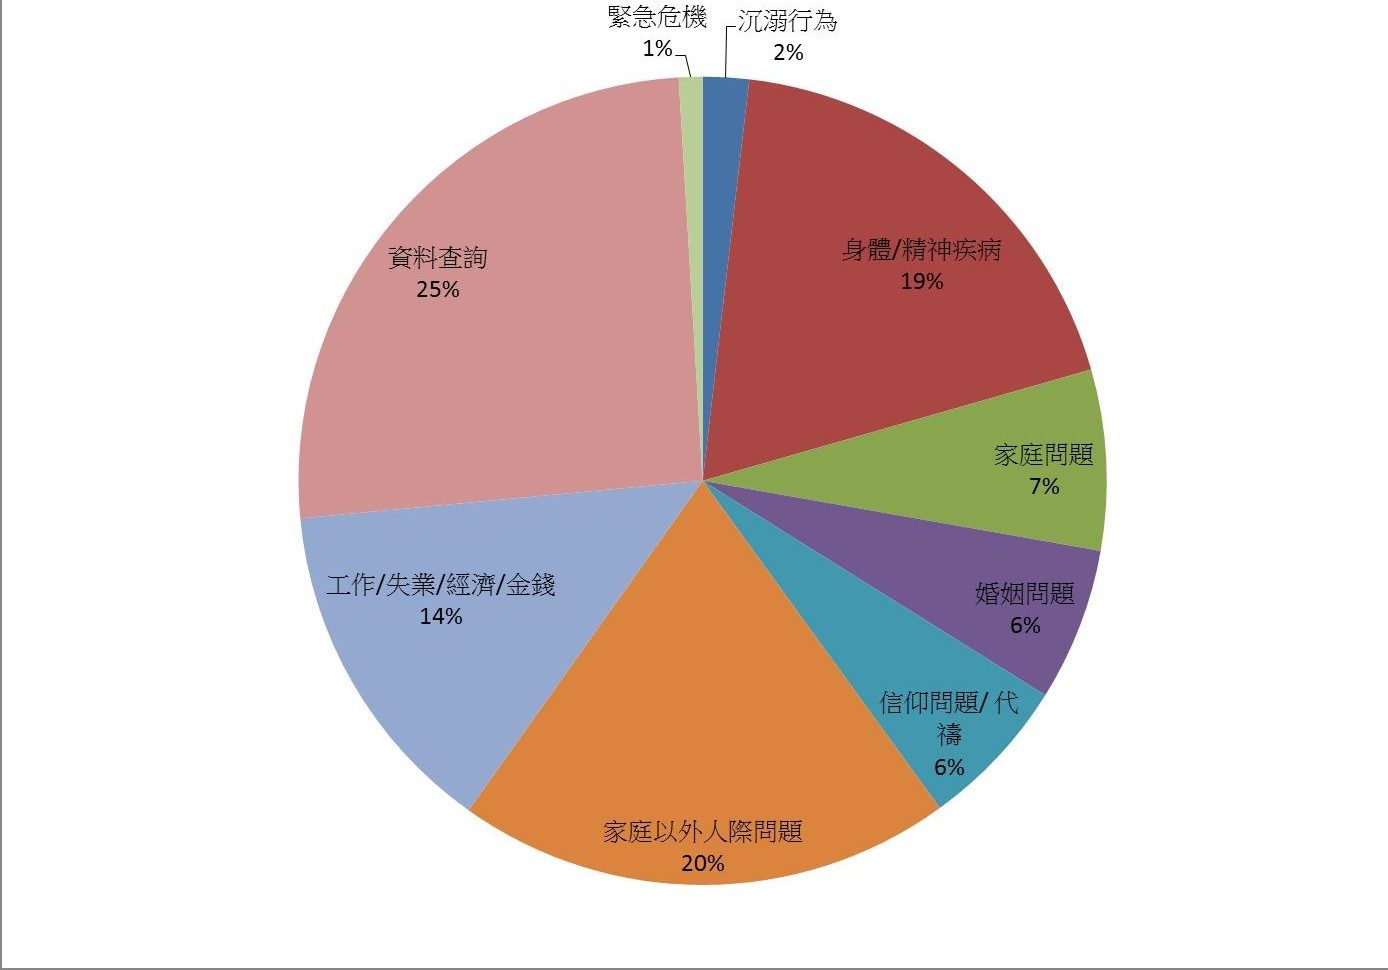 緊急危機
1%
沉溺行為
2%
身體/精神疾病
19%
家庭問題
7%
婚姻問題
6%
信仰問題/ 代
禱
6%
家庭以外人際問題
20%
工作/失業/經濟/金錢
14%
資料查詢
25%